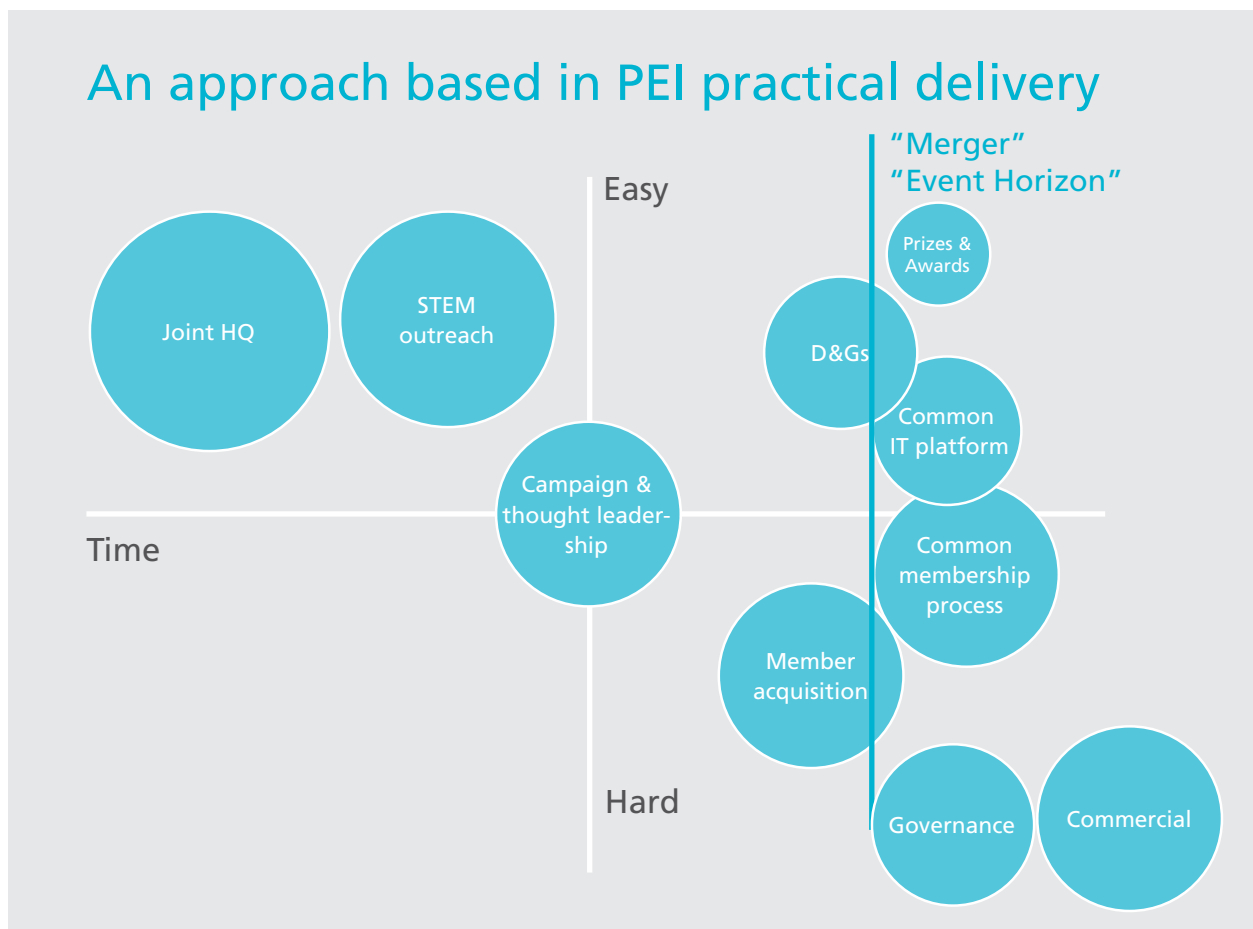 An approach based in PEI practical delivery
“Merger”
“Event Horizon”
Easy
Prizes &
Awards
Joint HQ
STEM
outreach
D&Gs
Common
IT platform
Campaign &
thought leader-
ship
Time
Common
membership
process
Member
acquisition
Hard
Governance
Commercial